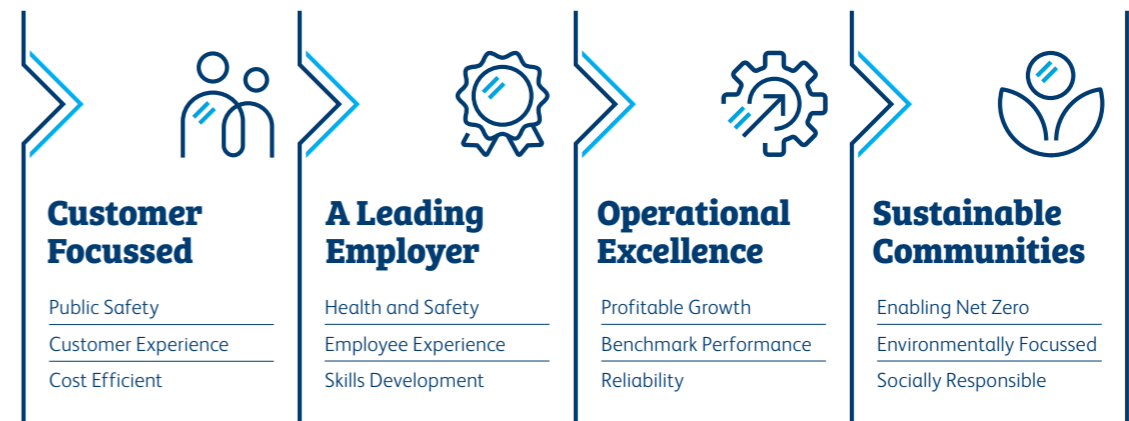 Customer
Focussed
Public Safety
Customer Experience
Cost Efficient
A Leading
Employer
Health and Safety
Employee Experience
Skills Development
Operational
Excellence
Profitable Growth
Benchmark Performance
Reliability
Sustainable
Communities
Enabling Net Zero
Environmentally Focussed
Socially Responsible